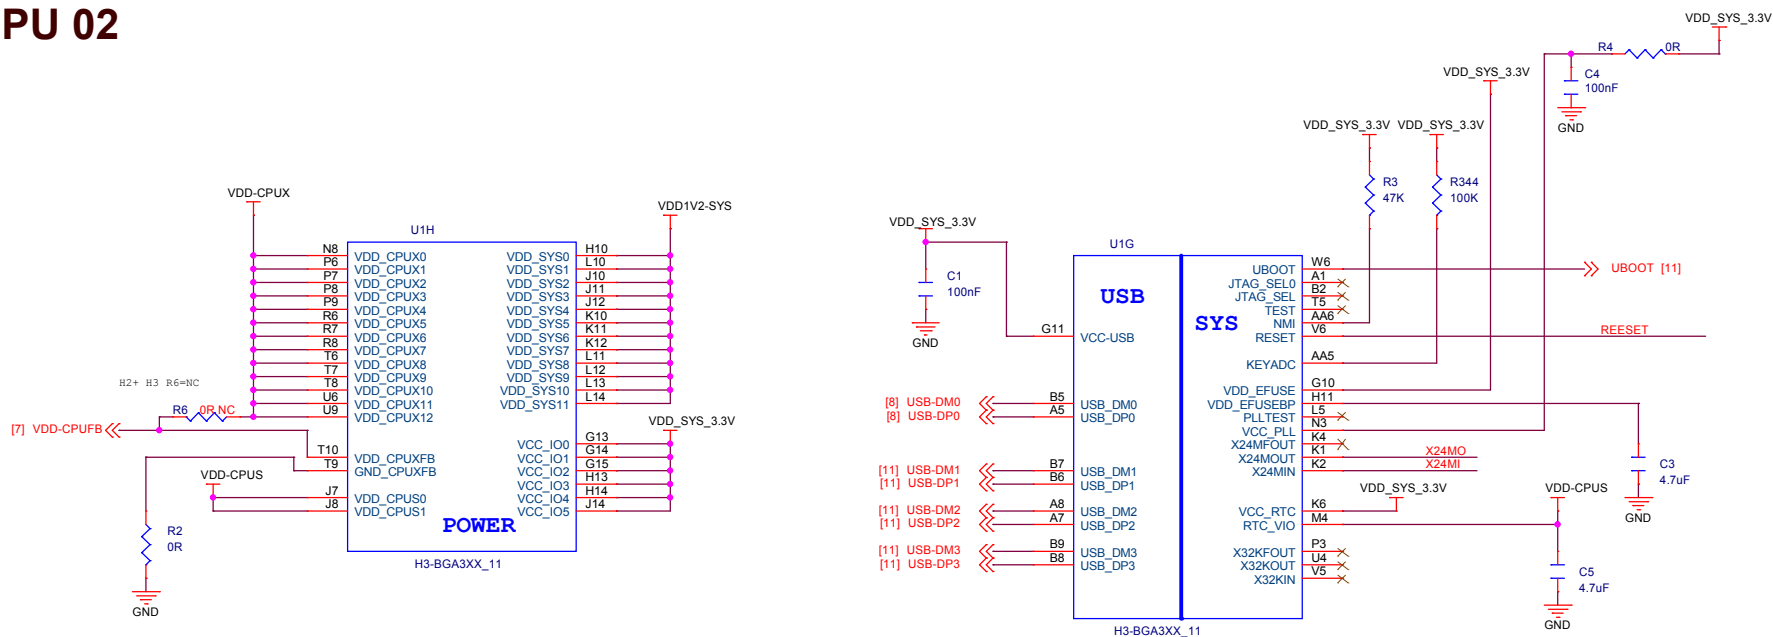 PU 02
VDD-CPUX
VDD1V2-SYS
U1H
N8 VDD_CPUX0 VDD_SYS0 H10
P6 VDD_CPUX1 VDD_SYS1 L10
P7 VDD_CPUX2 VDD_SYS2 J10
P8 VDD_CPUX3 VDD_SYS3 J11
P9 VDD_CPUX4 VDD_SYS4 J12
R6 VDD_CPUX5 VDD_SYS5 K10
R7 VDD_CPUX6 VDD_SYS6 K11
R8 VDD_CPUX7 VDD_SYS7 K12
T6 VDD_CPUX8 VDD_SYS8 L11
T7 VDD_CPUX9 VDD_SYS9 L12
T8 VDD_CPUX10 VDD_SYS10 L13
U6 VDD_CPUX11 VDD_SYS11 L14
U9 VDD_CPUX12
H2+ H3 R6=NC
R6 0R NC
[7] VDD-CPUFB
VDD_SYS_3.3V
VCC_IO0 G13
T10 VDD_CPUXFB VCC_IO1 G14
T9 GND_CPUXFB VCC_IO2 G15
VCC_IO3 H13
VDD-CPUS
J7 VDD_CPUS0 VCC_IO4 H14
J8 VDD_CPUS1 VCC_IO5 J14
POWER
R2
0R
GND
H3-BGA3XX_11
VDD_SYS_3.3V
R4 0R
C4
100nF
GND
VDD_SYS_3.3V
VDD_SYS_3.3V VDD_SYS_3.3V
R3
47K
R344
100K
VDD_SYS_3.3V
C1
100nF
GND
U1G
USB
SYS
G11 VCC-USB
[8] USB-DM0 B5 USB_DM0
[8] USB-DP0 A5 USB_DP0
[11] USB-DM1 B7 USB_DM1
[11] USB-DP1 B6 USB_DP1
[11] USB-DM2 A8 USB_DM2
[11] USB-DP2 A7 USB_DP2
[11] USB-DM3 B9 USB_DM3
[11] USB-DP3 B8 USB_DP3
UBOOT W6 UBOOT [11]
JTAG_SEL0 A1
JTAG_SEL B2
TEST T5
NMI AA6
RESET V6 REESET
KEYADC AA5
VDD_EFUSE G10
VDD_EFUSEBP H11
PLLTEST L5
VCC_PLL N3
X24MFOUT K4
X24MOUT K1 X24MO
X24MIN K2 X24MI
VDD_SYS_3.3V
VCC_RTC K6
RTC_VIO M4
X32KFOUT P3
X32KOUT U4
X32KIN V5
C3
4.7uF
GND
VDD-CPUS
C5
4.7uF
GND
H3-BGA3XX_11